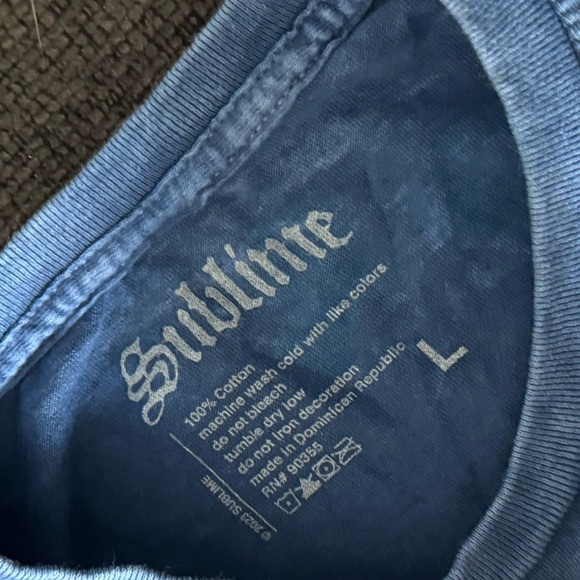 Sublime
100% Cotton
machine wash cold with like colors.
do not bleach
tumble dry low
do not iron decoration
made in Dominican Republic
RN# 90355
© 2023 SUBLIME
L